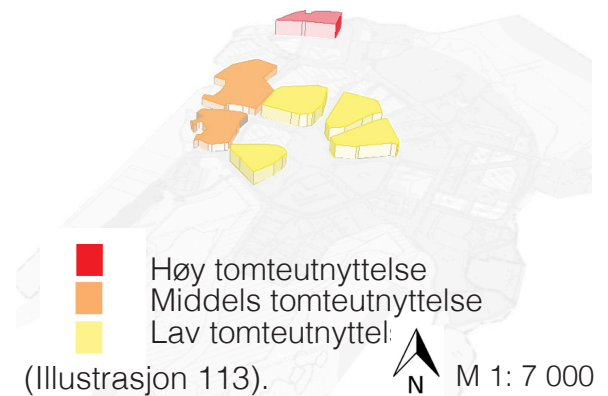 Høy tomteutnyttelse
Middels tomteutnyttelse
Lav tomteutnyttel
(Illustrasjon 113).
N
M 1: 7 000